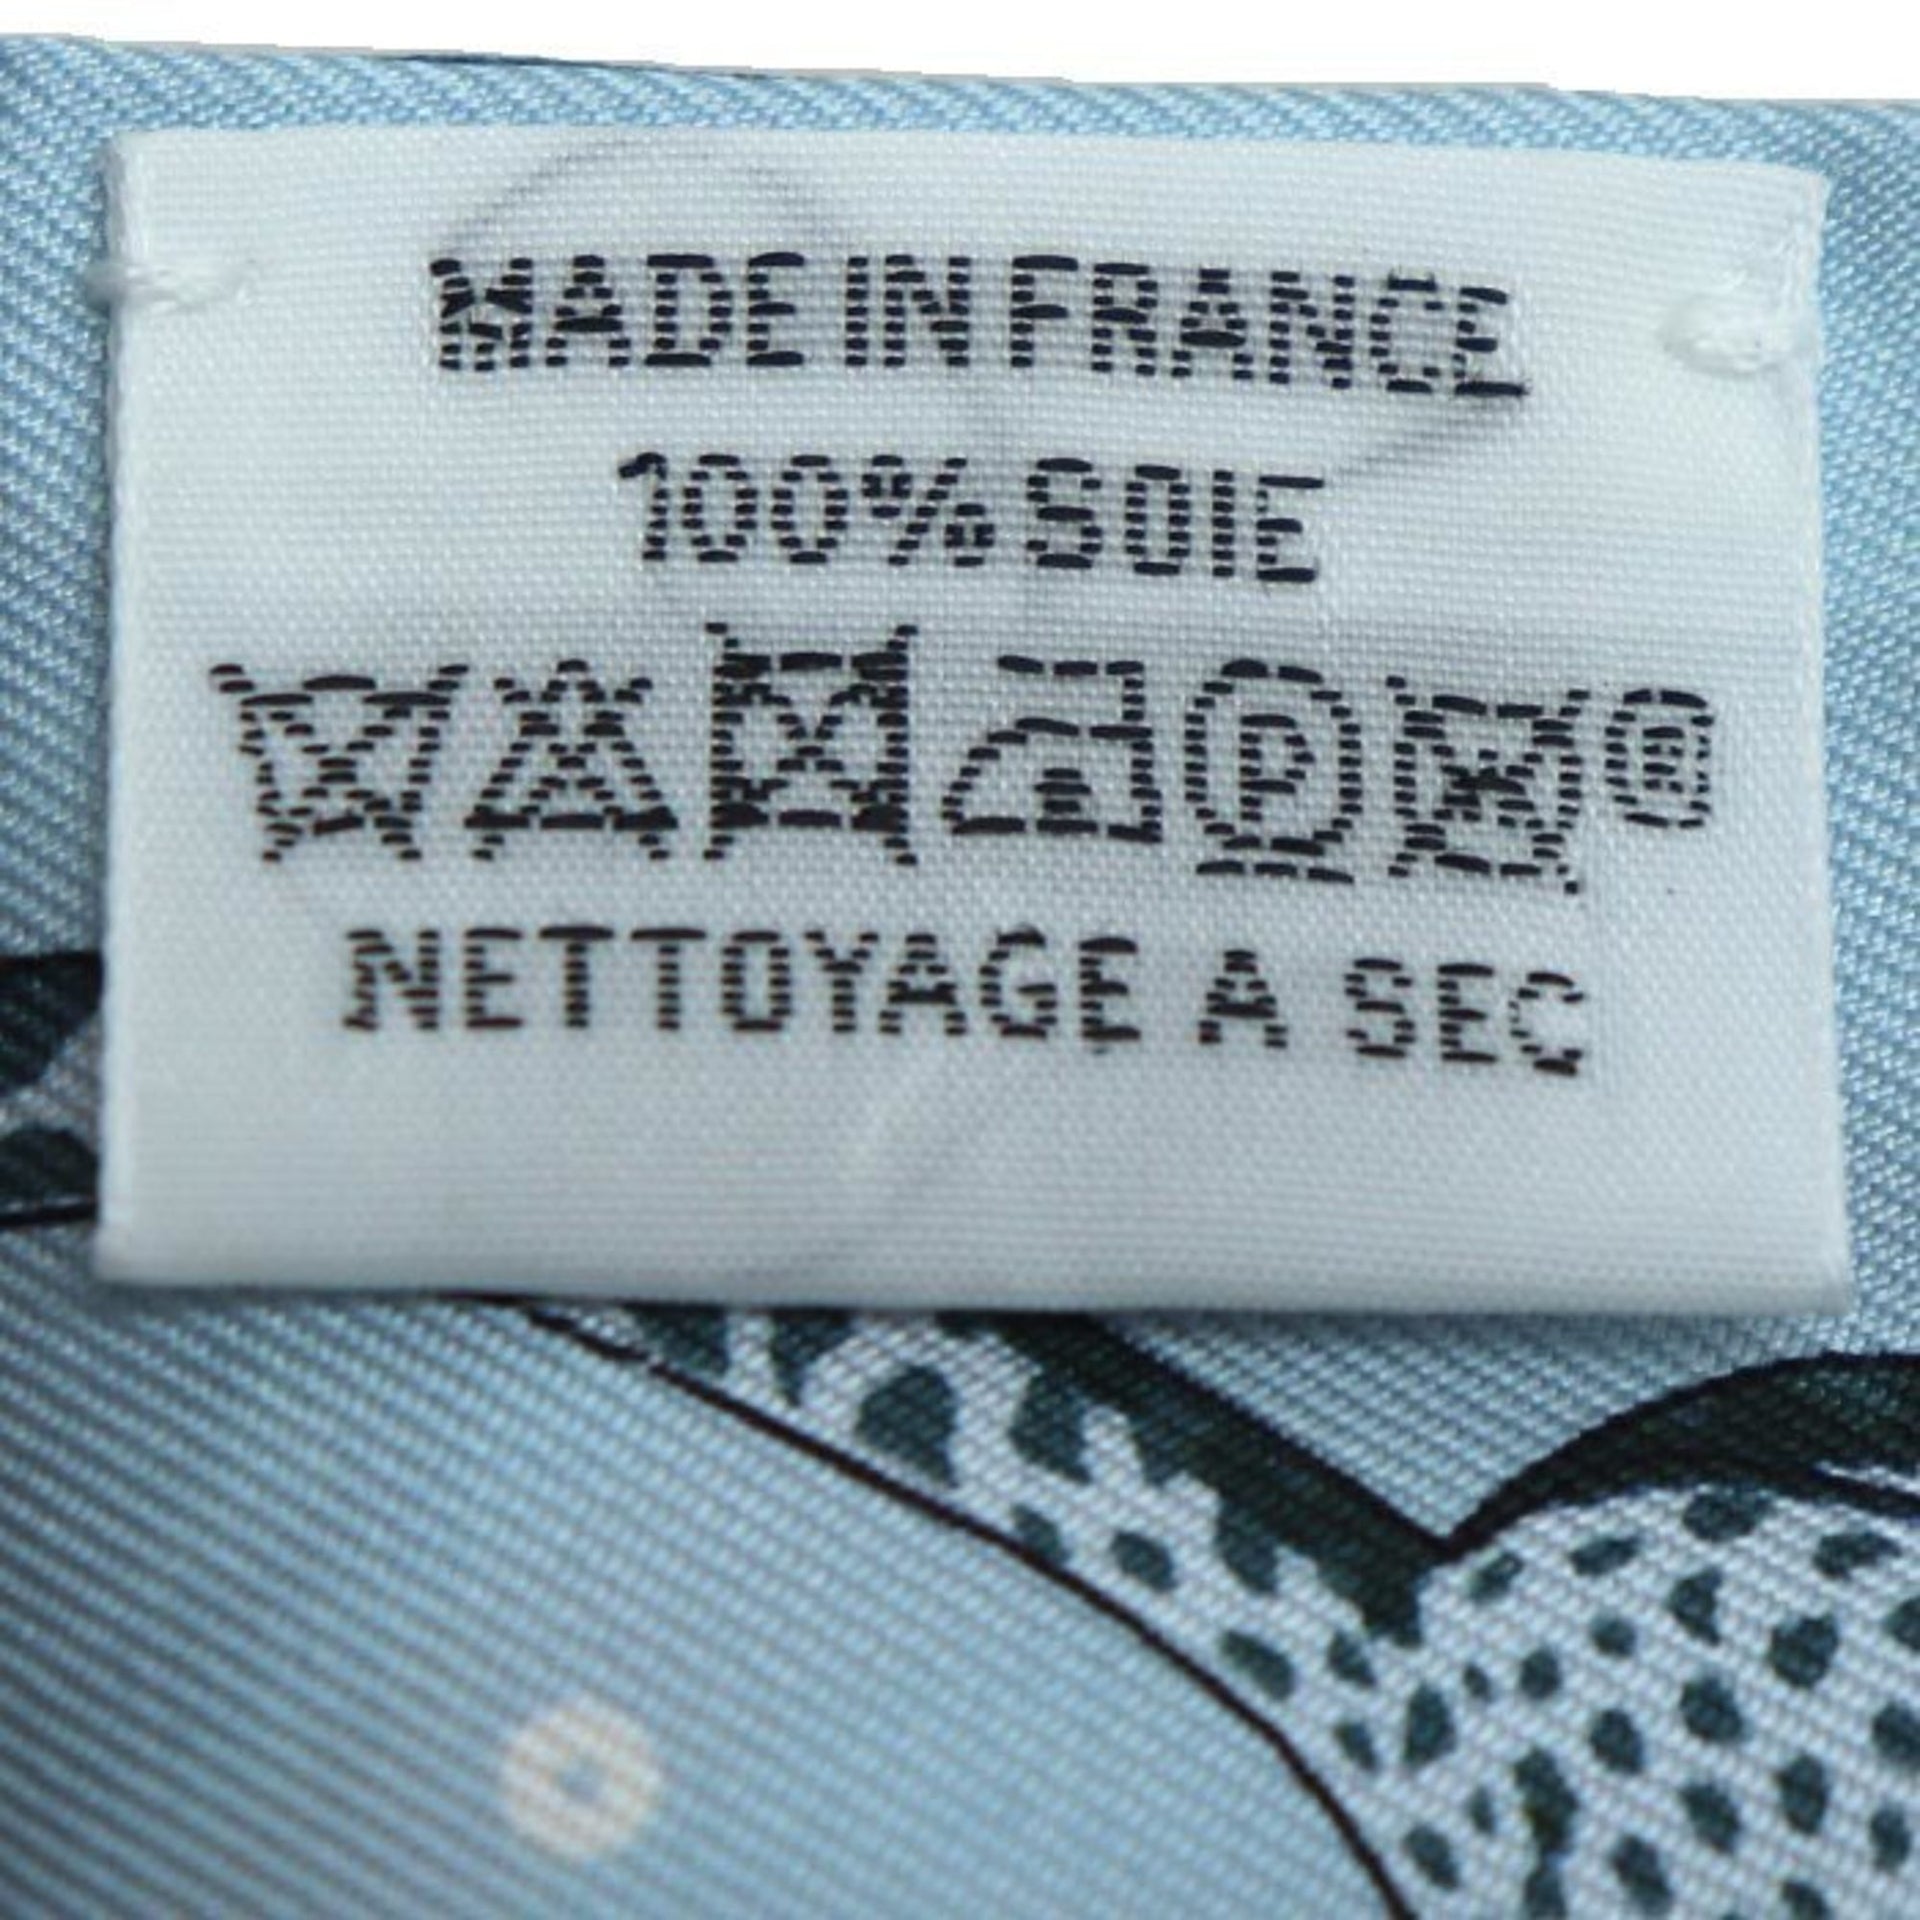 MADE IN FRANCE
100% SOIE
P ®
NETTOYAGE A SEC